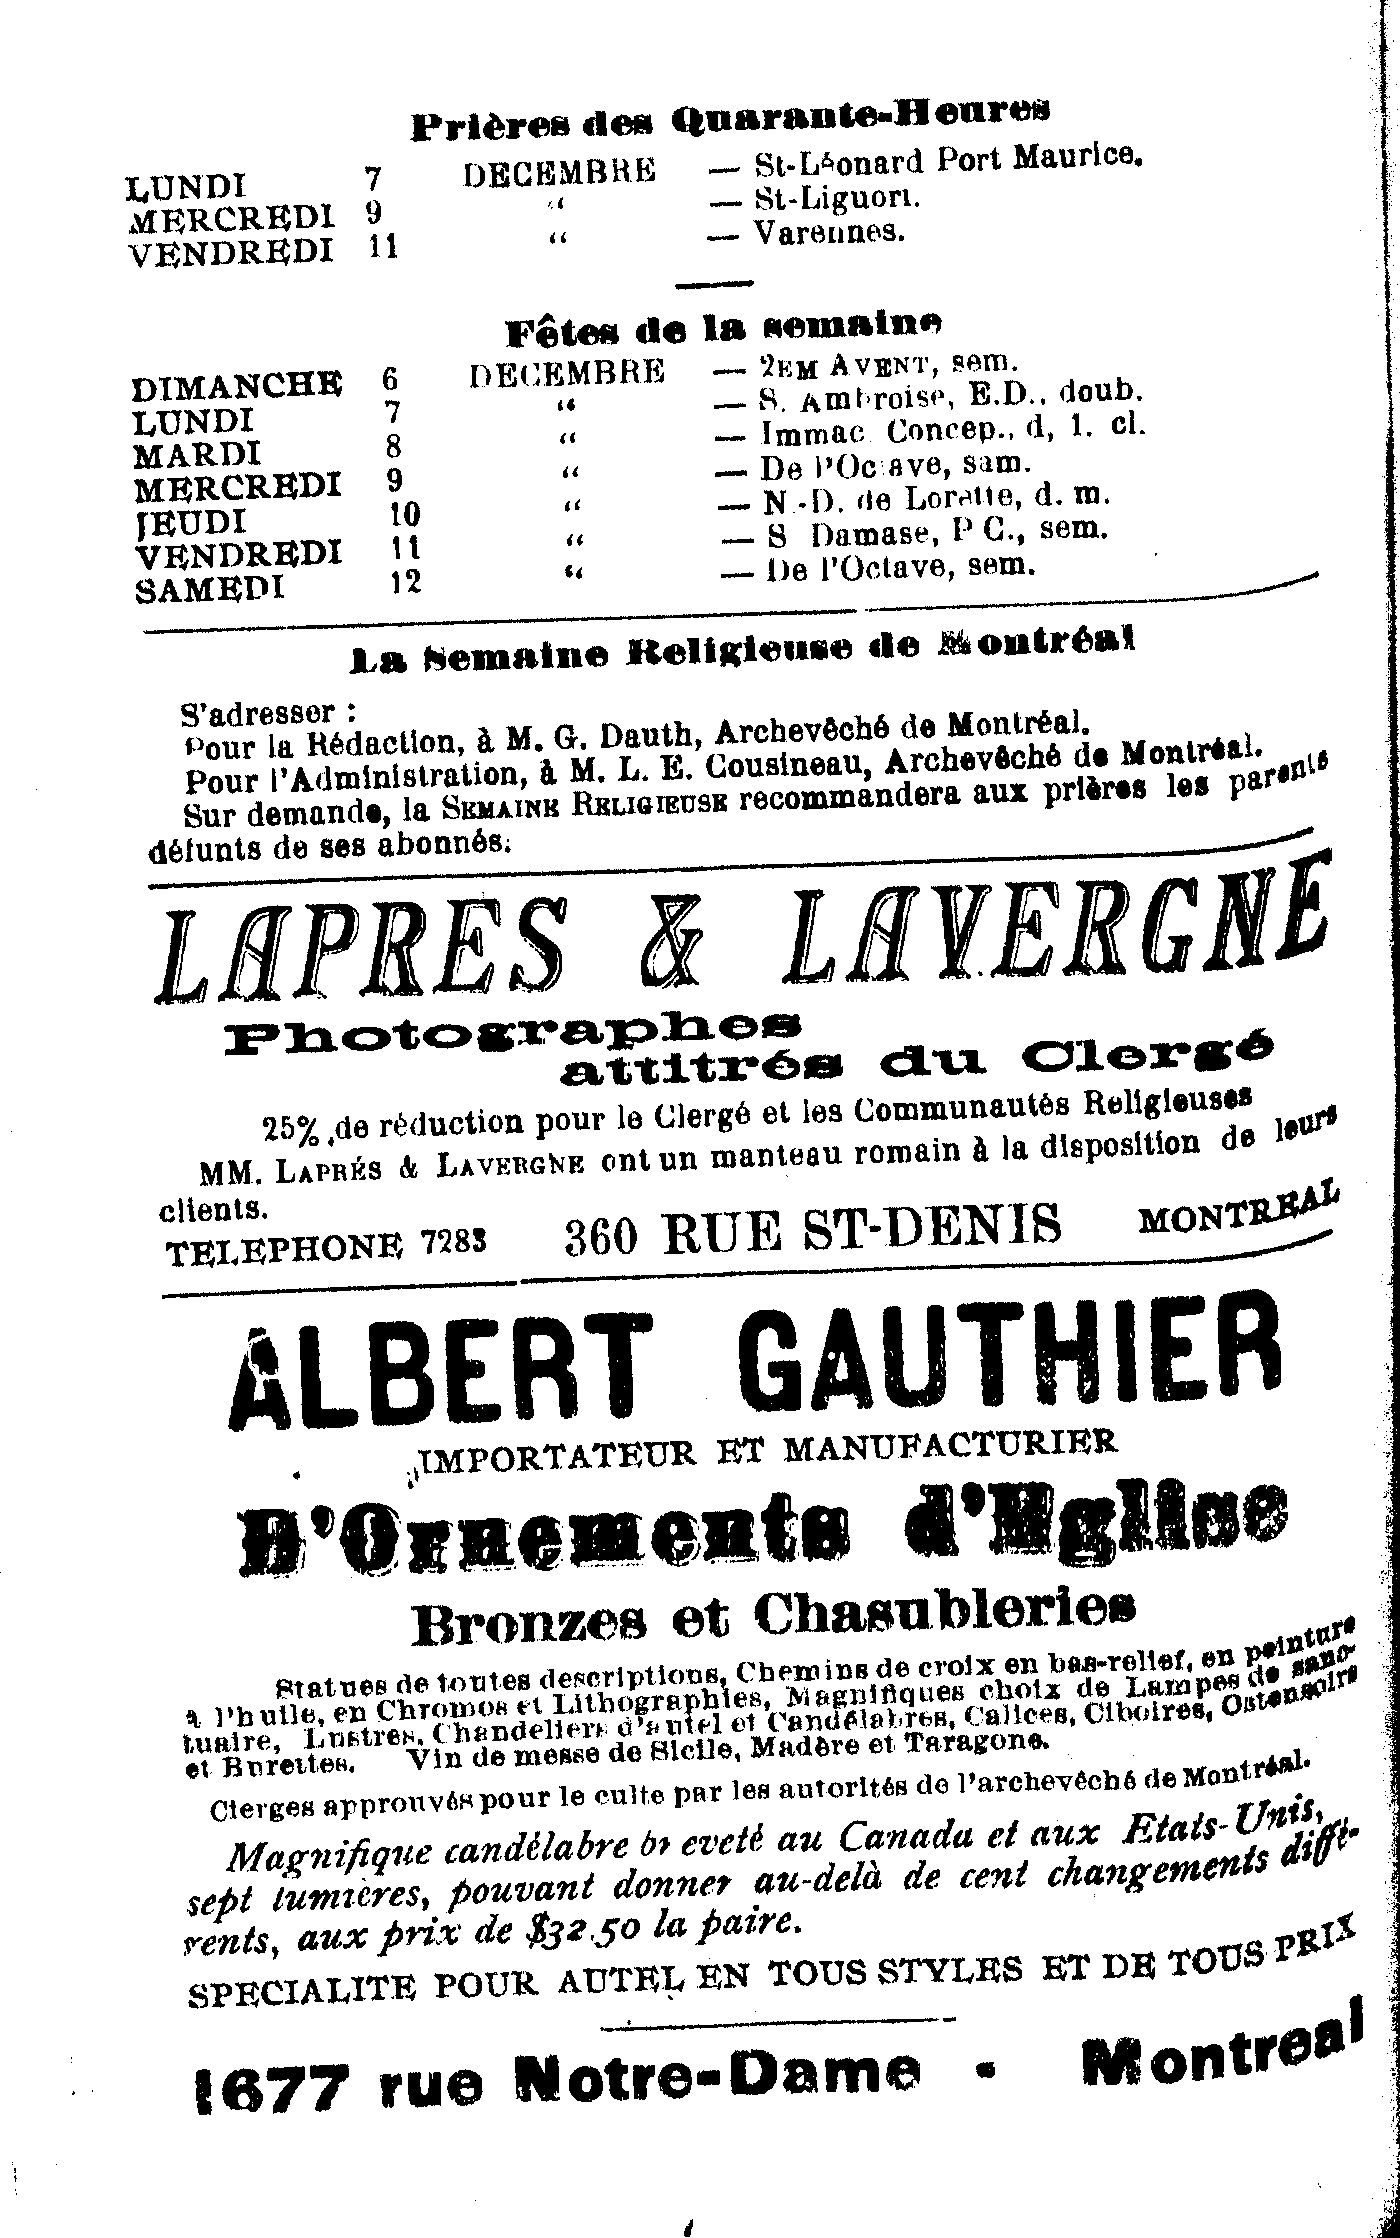 Prières des Quarante-Heures
LUNDI 7 DECEMBRE — St-Léonard Port Maurice.
MERCREDI 9 “ — St-Liguori.
VENDREDI 11 “ — Varennes.
Fêtes de la semaine
DIMANCHE 6 DECEMBRE — 2EM AVENT, sem.
LUNDI 7 “ — S. Ambroise, E.D., doub.
MARDI 8 “ — Immac Concep., d, 1. cl.
MERCREDI 9 “ — De l'Octave, sam.
JEUDI 10 “ — N.-D. de Lorette, d. m.
VENDREDI 11 “ — S Damase, P C., sem.
SAMEDI 12 “ — De l'Octave, sem.
La Semaine Religieuse de Montréal
S'adresser :
Pour la Rédaction, à M. G. Dauth, Archevêché de Montréal.
Pour l'Administration, à M. L. E. Cousineau, Archevêché de Montréal.
Sur demande, la SEMAINE RELIGIEUSE recommandera aux prières les parents
défunts de ses abonnés.
LAPRES & LAVERGNE
Photographes
attitrés du Clergé
25% de réduction pour le Clergé et les Communautés Religieuses
MM. LAPRÉS & LAVERGNE ont un manteau romain à la disposition de leurs
clients.
TELEPHONE 7283 360 RUE ST-DENIS MONTREAL
ALBERT GAUTHIER
IMPORTATEUR ET MANUFACTURIER
D'Ornements d'Eglise
Bronzes et Chasubleries
Statues de toutes descriptions, Chemins de croix en bas-relief, en peinture
à l'huile, en Chromos et Lithographies, Magnifiques choix de Lampes de sanc-
tuaire, Lustres, Chandeliers d'autel et Candélabres, Calices, Ciboires, Ostensoirs
et Burettes. Vin de messe de Sicile, Madère et Taragone.
Cierges approuvés pour le culte par les autorités de l'archevêché de Montréal.
Magnifique candélabre breveté au Canada et aux Etats-Unis,
sept lumières, pouvant donner au-delà de cent changements diffé-
rents, aux prix de $32.50 la paire.
SPECIALITE POUR AUTEL EN TOUS STYLES ET DE TOUS PRIX
1677 rue Notre-Dame - Montreal